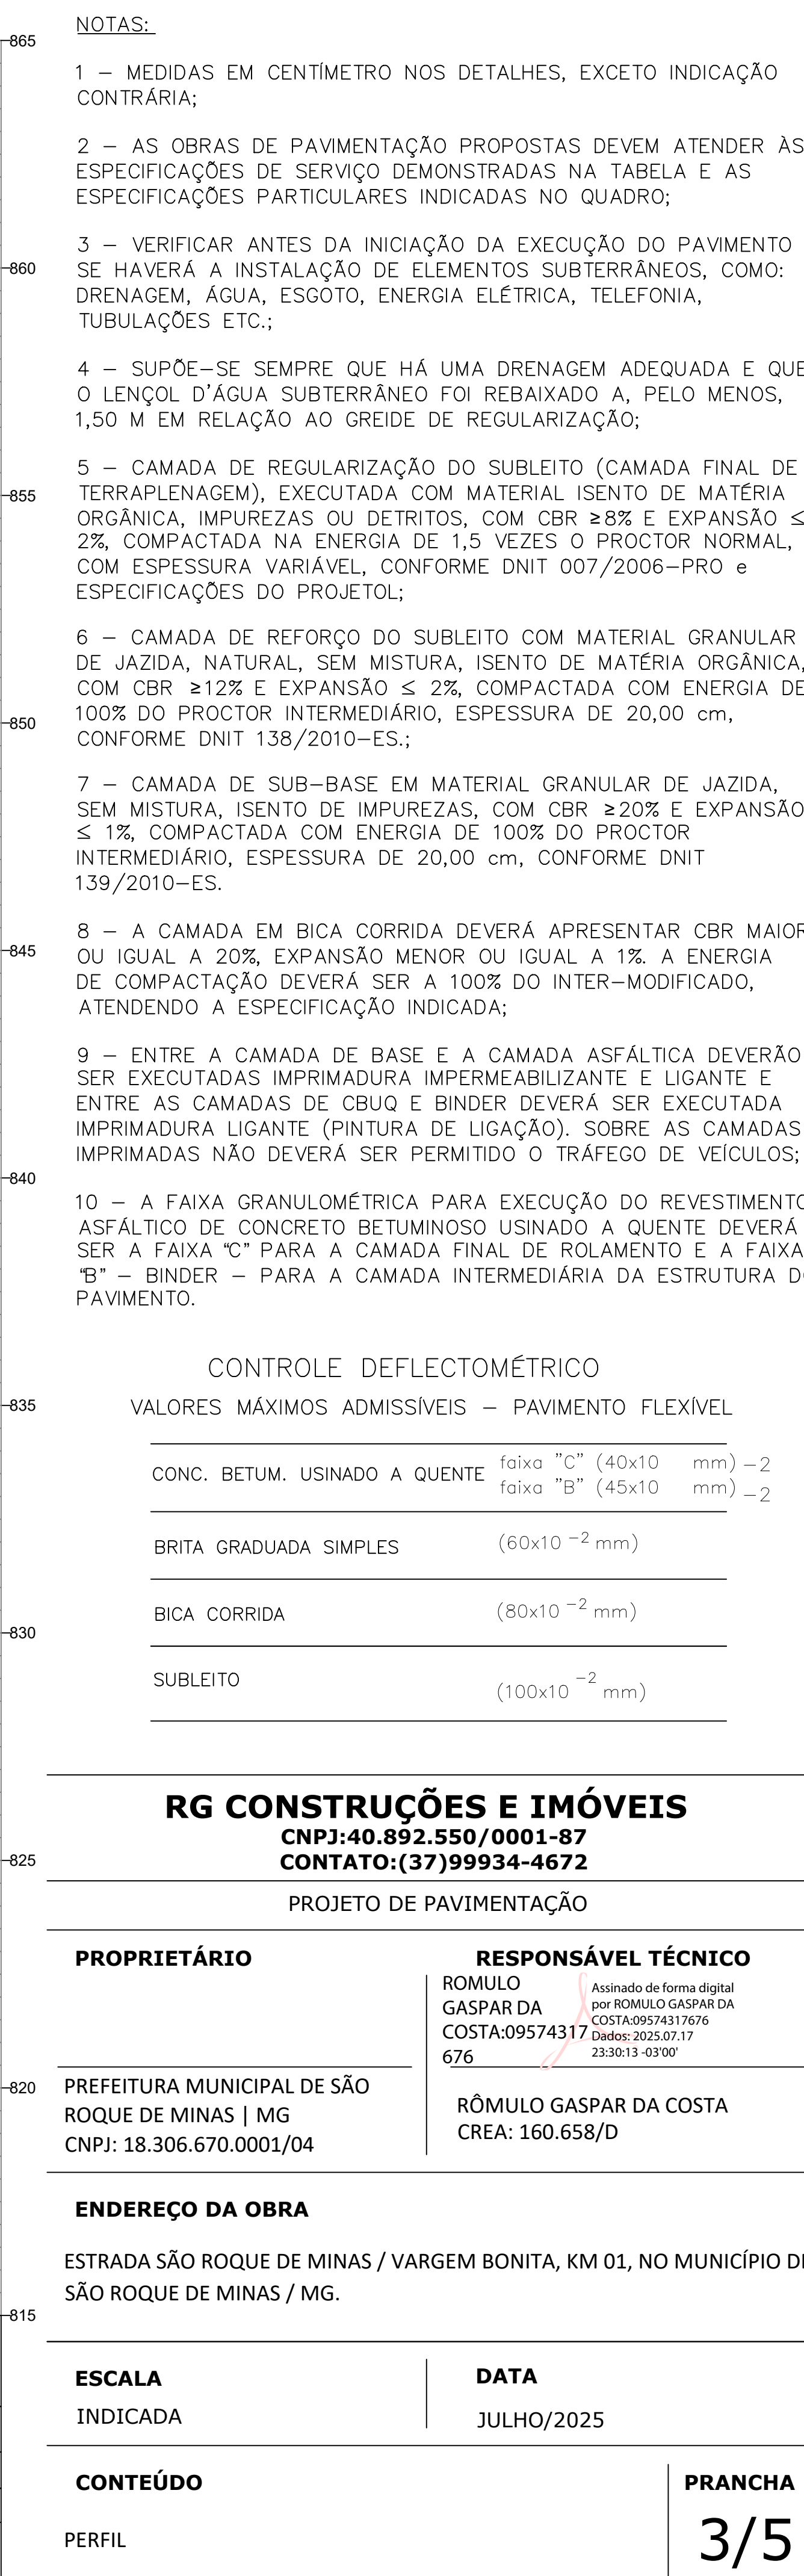 NOTAS:
865
1 – MEDIDAS EM CENTÍMETRO NOS DETALHES, EXCETO INDICAÇÃO
CONTRÁRIA;
2 – AS OBRAS DE PAVIMENTAÇÃO PROPOSTAS DEVEM ATENDER ÀS
ESPECIFICAÇÕES DE SERVIÇO DEMONSTRADAS NA TABELA E AS
ESPECIFICAÇÕES PARTICULARES INDICADAS NO QUADRO;
3 – VERIFICAR ANTES DA INICIAÇÃO DA EXECUÇÃO DO PAVIMENTO
860
SE HAVERÁ A INSTALAÇÃO DE ELEMENTOS SUBTERRÂNEOS, COMO:
DRENAGEM, ÁGUA, ESGOTO, ENERGIA ELÉTRICA, TELEFONIA,
TUBULAÇÕES ETC.;
4 – SUPÕE–SE SEMPRE QUE HÁ UMA DRENAGEM ADEQUADA E QUE
O LENÇOL D'ÁGUA SUBTERRÂNEO FOI REBAIXADO A, PELO MENOS,
1,50 M EM RELAÇÃO AO GREIDE DE REGULARIZAÇÃO;
5 – CAMADA DE REGULARIZAÇÃO DO SUBLEITO (CAMADA FINAL DE
855
TERRAPLENAGEM), EXECUTADA COM MATERIAL ISENTO DE MATÉRIA
ORGÂNICA, IMPUREZAS OU DETRITOS, COM CBR ≥8% E EXPANSÃO ≤
2%, COMPACTADA NA ENERGIA DE 1,5 VEZES O PROCTOR NORMAL,
COM ESPESSURA VARIÁVEL, CONFORME DNIT 007/2006–PRO e
ESPECIFICAÇÕES DO PROJETOL;
6 – CAMADA DE REFORÇO DO SUBLEITO COM MATERIAL GRANULAR
DE JAZIDA, NATURAL, SEM MISTURA, ISENTO DE MATÉRIA ORGÂNICA,
COM CBR ≥12% E EXPANSÃO ≤ 2%, COMPACTADA COM ENERGIA DE
850
100% DO PROCTOR INTERMEDIÁRIO, ESPESSURA DE 20,00 cm,
CONFORME DNIT 138/2010–ES.;
7 – CAMADA DE SUB–BASE EM MATERIAL GRANULAR DE JAZIDA,
SEM MISTURA, ISENTO DE IMPUREZAS, COM CBR ≥20% E EXPANSÃO
≤ 1%, COMPACTADA COM ENERGIA DE 100% DO PROCTOR
INTERMEDIÁRIO, ESPESSURA DE 20,00 cm, CONFORME DNIT
139/2010–ES.
8 – A CAMADA EM BICA CORRIDA DEVERÁ APRESENTAR CBR MAIOR
845
OU IGUAL A 20%, EXPANSÃO MENOR OU IGUAL A 1%. A ENERGIA
DE COMPACTAÇÃO DEVERÁ SER A 100% DO INTER–MODIFICADO,
ATENDENDO A ESPECIFICAÇÃO INDICADA;
9 – ENTRE A CAMADA DE BASE E A CAMADA ASFÁLTICA DEVERÃO
SER EXECUTADAS IMPRIMADURA IMPERMEABILIZANTE E LIGANTE E
ENTRE AS CAMADAS DE CBUQ E BINDER DEVERÁ SER EXECUTADA
IMPRIMADURA LIGANTE (PINTURA DE LIGAÇÃO). SOBRE AS CAMADAS
IMPRIMADAS NÃO DEVERÁ SER PERMITIDO O TRÁFEGO DE VEÍCULOS;
840
10 – A FAIXA GRANULOMÉTRICA PARA EXECUÇÃO DO REVESTIMENTO
ASFÁLTICO DE CONCRETO BETUMINOSO USINADO A QUENTE DEVERÁ
SER A FAIXA “C” PARA A CAMADA FINAL DE ROLAMENTO E A FAIXA
“B” – BINDER – PARA A CAMADA INTERMEDIÁRIA DA ESTRUTURA DO
PAVIMENTO.
CONTROLE DEFLECTOMÉTRICO
835
VALORES MÁXIMOS ADMISSÍVEIS – PAVIMENTO FLEXÍVEL
CONC. BETUM. USINADO A QUENTE faixa "C" (40x10 mm) –2
faixa "B" (45x10 mm) –2
BRITA GRADUADA SIMPLES (60x10 –2 mm)
BICA CORRIDA (80x10 –2 mm)
830
SUBLEITO (100x10 –2 mm)
RG CONSTRUÇÕES E IMÓVEIS
CNPJ:40.892.550/0001-87
825
CONTATO:(37)99934-4672
PROJETO DE PAVIMENTAÇÃO
PROPRIETÁRIO
RESPONSÁVEL TÉCNICO
ROMULO
GASPAR DA
COSTA:09574317
676
Assinado de forma digital
por ROMULO GASPAR DA
COSTA:09574317676
Dados: 2025.07.17
23:30:13 -03'00'
820
PREFEITURA MUNICIPAL DE SÃO
ROQUE DE MINAS | MG
CNPJ: 18.306.670.0001/04
RÔMULO GASPAR DA COSTA
CREA: 160.658/D
ENDEREÇO DA OBRA
ESTRADA SÃO ROQUE DE MINAS / VARGEM BONITA, KM 01, NO MUNICÍPIO DE
SÃO ROQUE DE MINAS / MG.
815
ESCALA
INDICADA
DATA
JULHO/2025
CONTEÚDO
PERFIL
PRANCHA
3/5